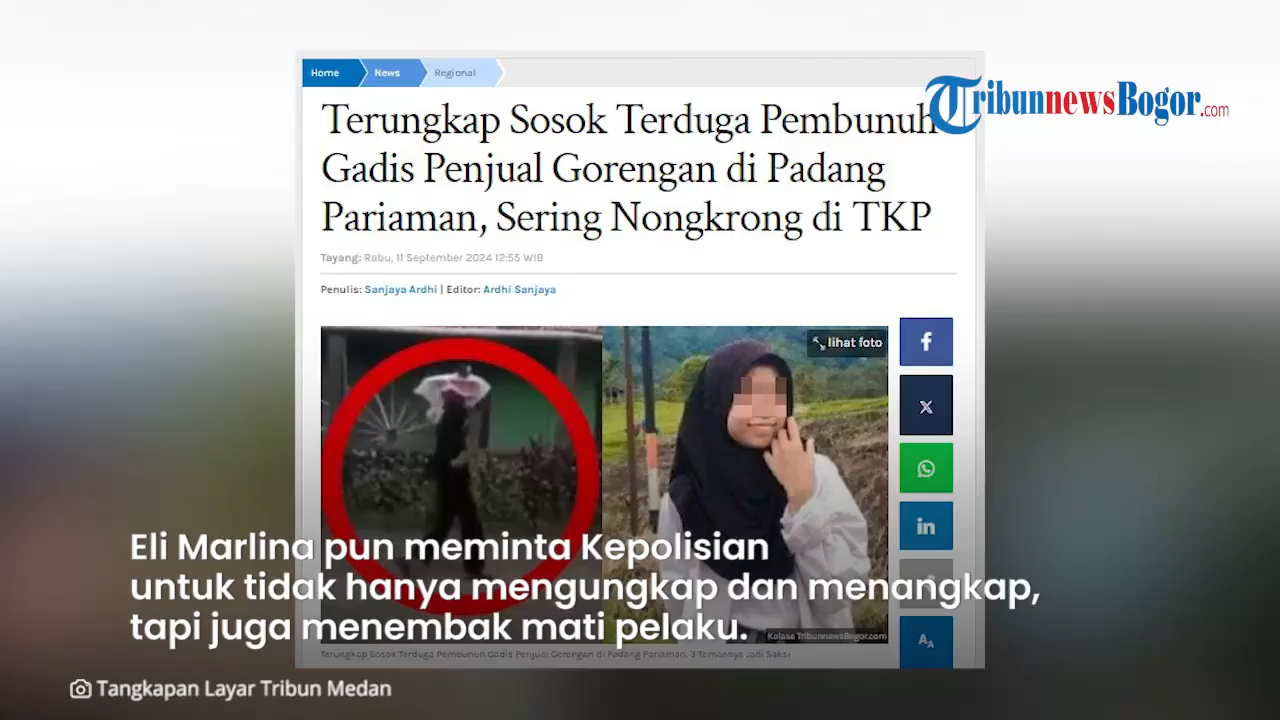 Home News Regional
TribunnewsBogor.com
Terungkap Sosok Terduga Pembunuh
Gadis Penjual Gorengan di Padang
Pariaman, Sering Nongkrong di TKP
Tayang: Rabu, 11 September 2024 12:55 WIB
Penulis: Sanjaya Ardhi | Editor: Ardhi Sanjaya
lihat foto
Eli Marlina pun meminta Kepolisian
untuk tidak hanya mengungkap dan menangkap,
tapi juga menembak mati pelaku.
Kolase TribunnwsBogor.com
Terungkap Sosok Terduga Pembunuh Gadis Penjual Gorengan di Padang Pariaman, 3 Temannya Jadi Saksi
AA
Tangkapan Layar Tribun Medan